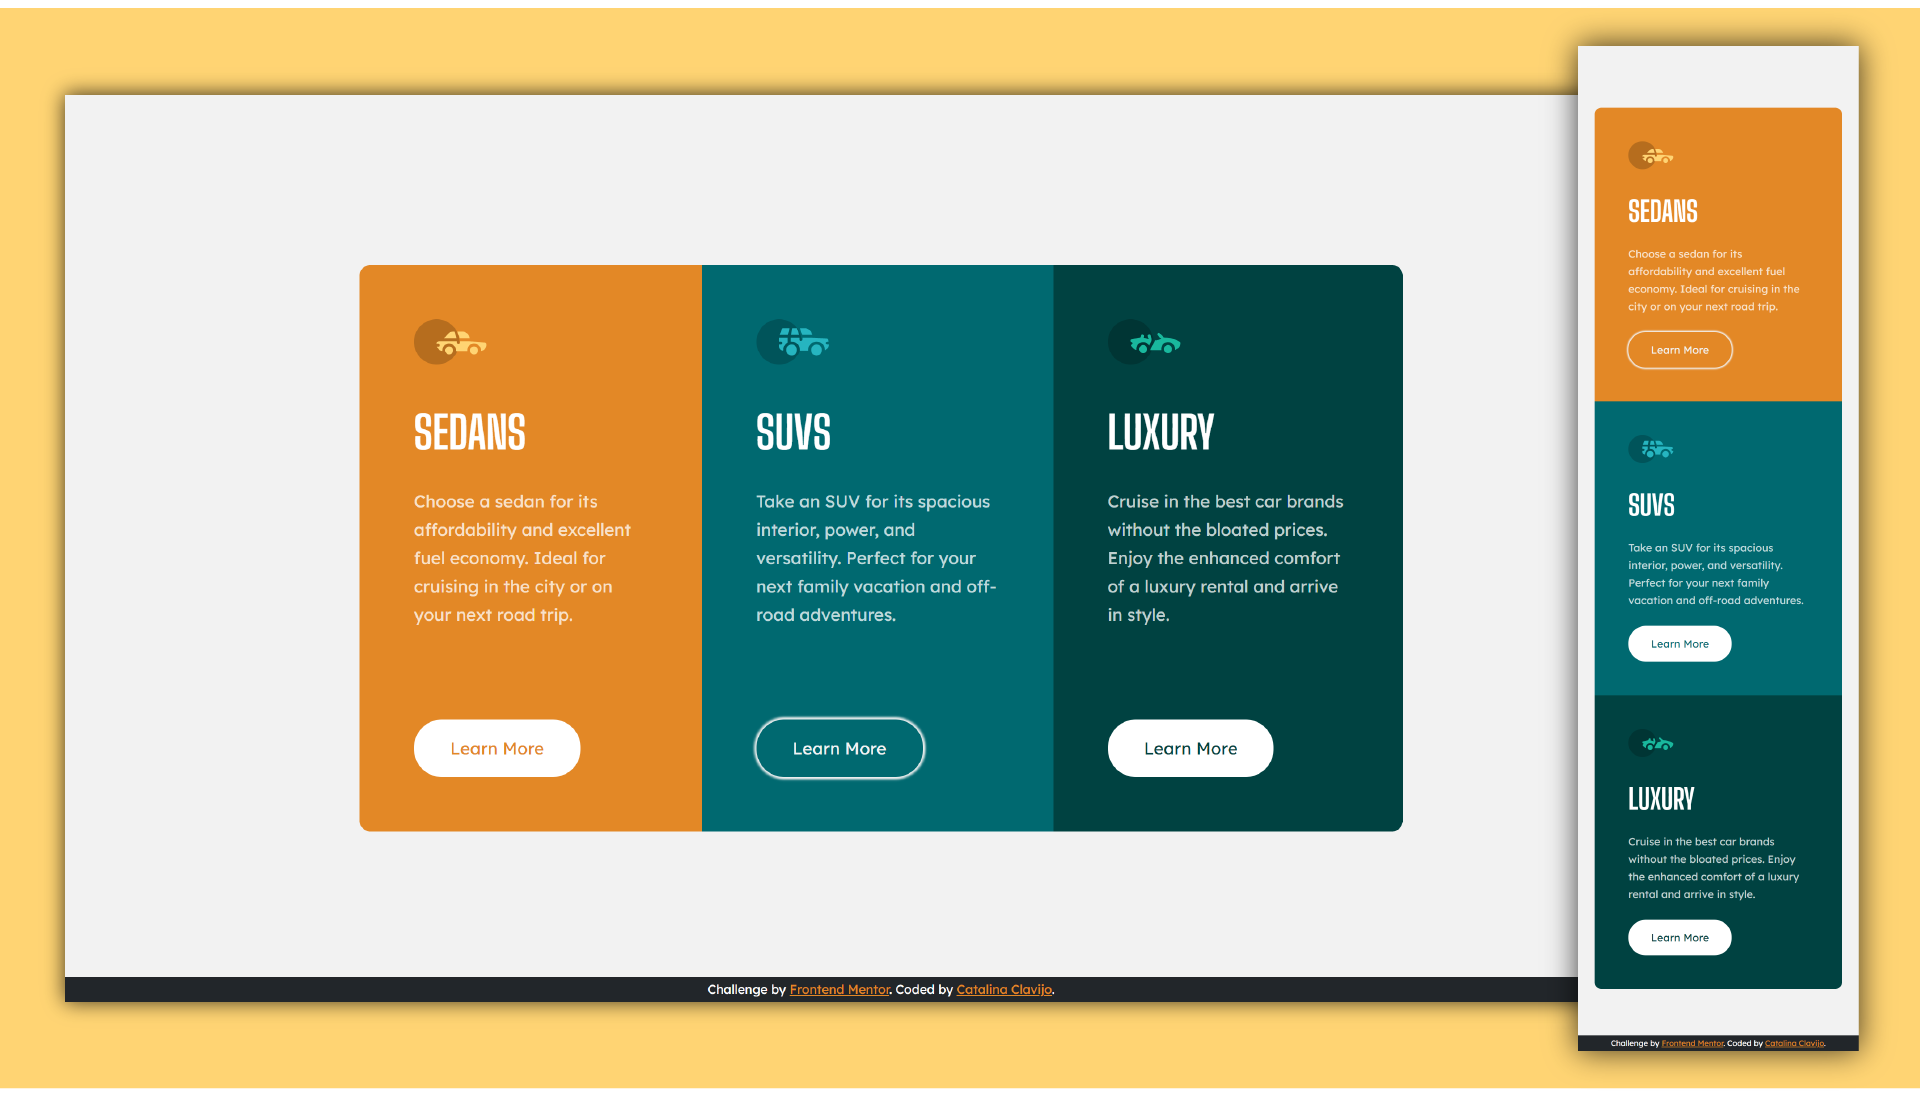 SEDANS
Choose a sedan for its
affordability and excellent
fuel economy. Ideal for
cruising in the city or on
your next road trip.
Learn More
SUVS
Take an SUV for its spacious
interior, power, and
versatility. Perfect for your
next family vacation and off-
road adventures.
Learn More
LUXURY
Cruise in the best car brands
without the bloated prices.
Enjoy the enhanced comfort
of a luxury rental and arrive
in style.
Learn More
Challenge by Frontend Mentor. Coded by Catalina Clavijo.
SEDANS
Choose a sedan for its
affordability and excellent fuel
economy. Ideal for cruising in the
city or on your next road trip.
Learn More
SUVS
Take an SUV for its spacious
interior, power, and versatility.
Perfect for your next family
vacation and off-road adventures.
Learn More
LUXURY
Cruise in the best car brands
without the bloated prices. Enjoy
the enhanced comfort of a luxury
rental and arrive in style.
Learn More
Challenge by Frontend Mentor. Coded by Catalina Clavijo.